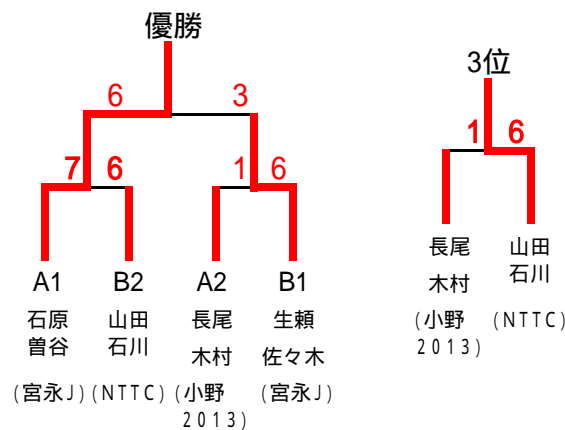 優勝
3位
6 3
1 6
7 6 1 6
A1 B2 A2 B1
石原 山田 長尾 生頼
曽谷 石川 木村 佐々木
(宮永J) (NTTC) (小野 (宮永J)
2013)
長尾 山田
木村 石川
(小野 (NTTC)
2013)